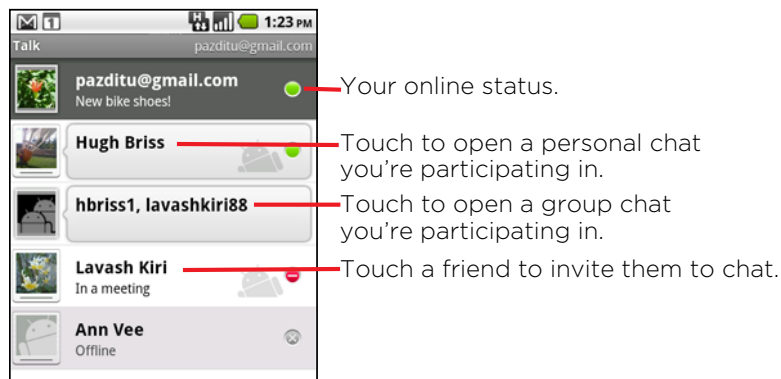 1 1:23 PM
Talk pazditu@gmail.com
pazditu@gmail.com
New bike shoes!
Your online status.
Hugh Briss
Touch to open a personal chat
you're participating in.
hbriss1, lavashkiri88
Touch to open a group chat
you're participating in.
Lavash Kiri
In a meeting
Touch a friend to invite them to chat.
Ann Vee
Offline